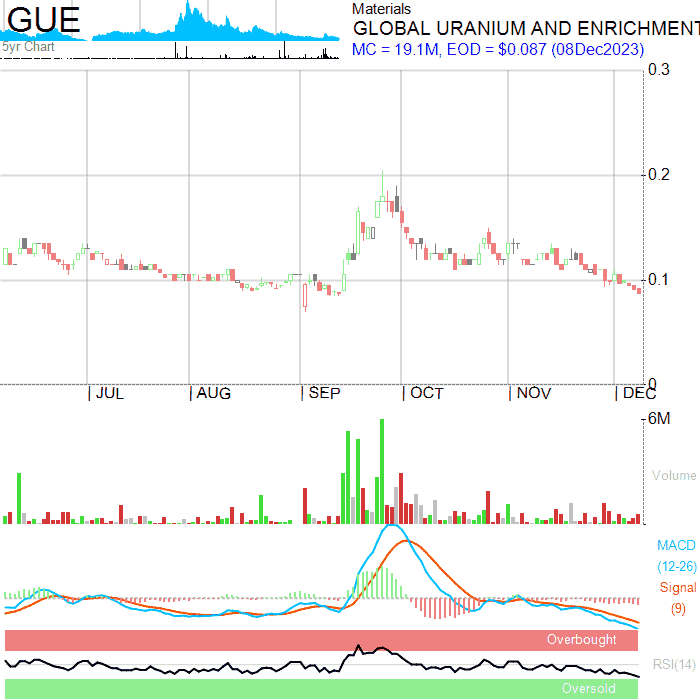 GUE
5yr Chart
Materials
GLOBAL URANIUM AND ENRICHMENT
MC = 19.1M, EOD = $0.087 (08Dec2023)
0.3
0.2
0.1
0
JUL AUG SEP OCT NOV DEC
6M
Volume
MACD
(12-26)
Signal
(9)
Overbought
RSI(14)
Oversold